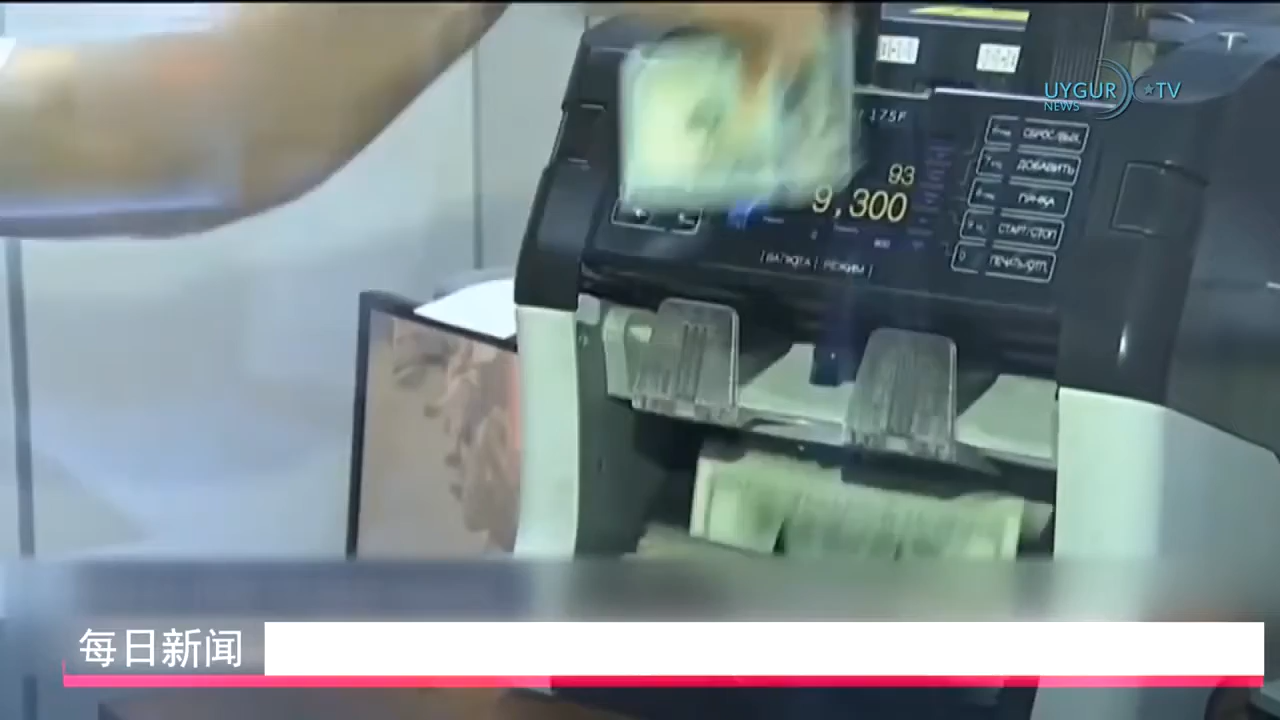 UYGUR TV
NEWS
175F
93
9,300
СБРОС/ВЫХ.
ДОБАВИТЬ
ПАЧКА
СТАРТ/СТОП
ПЕЧАТЬ/ОТП.
ВАЛЮТА РЕЖИМ
每日新闻